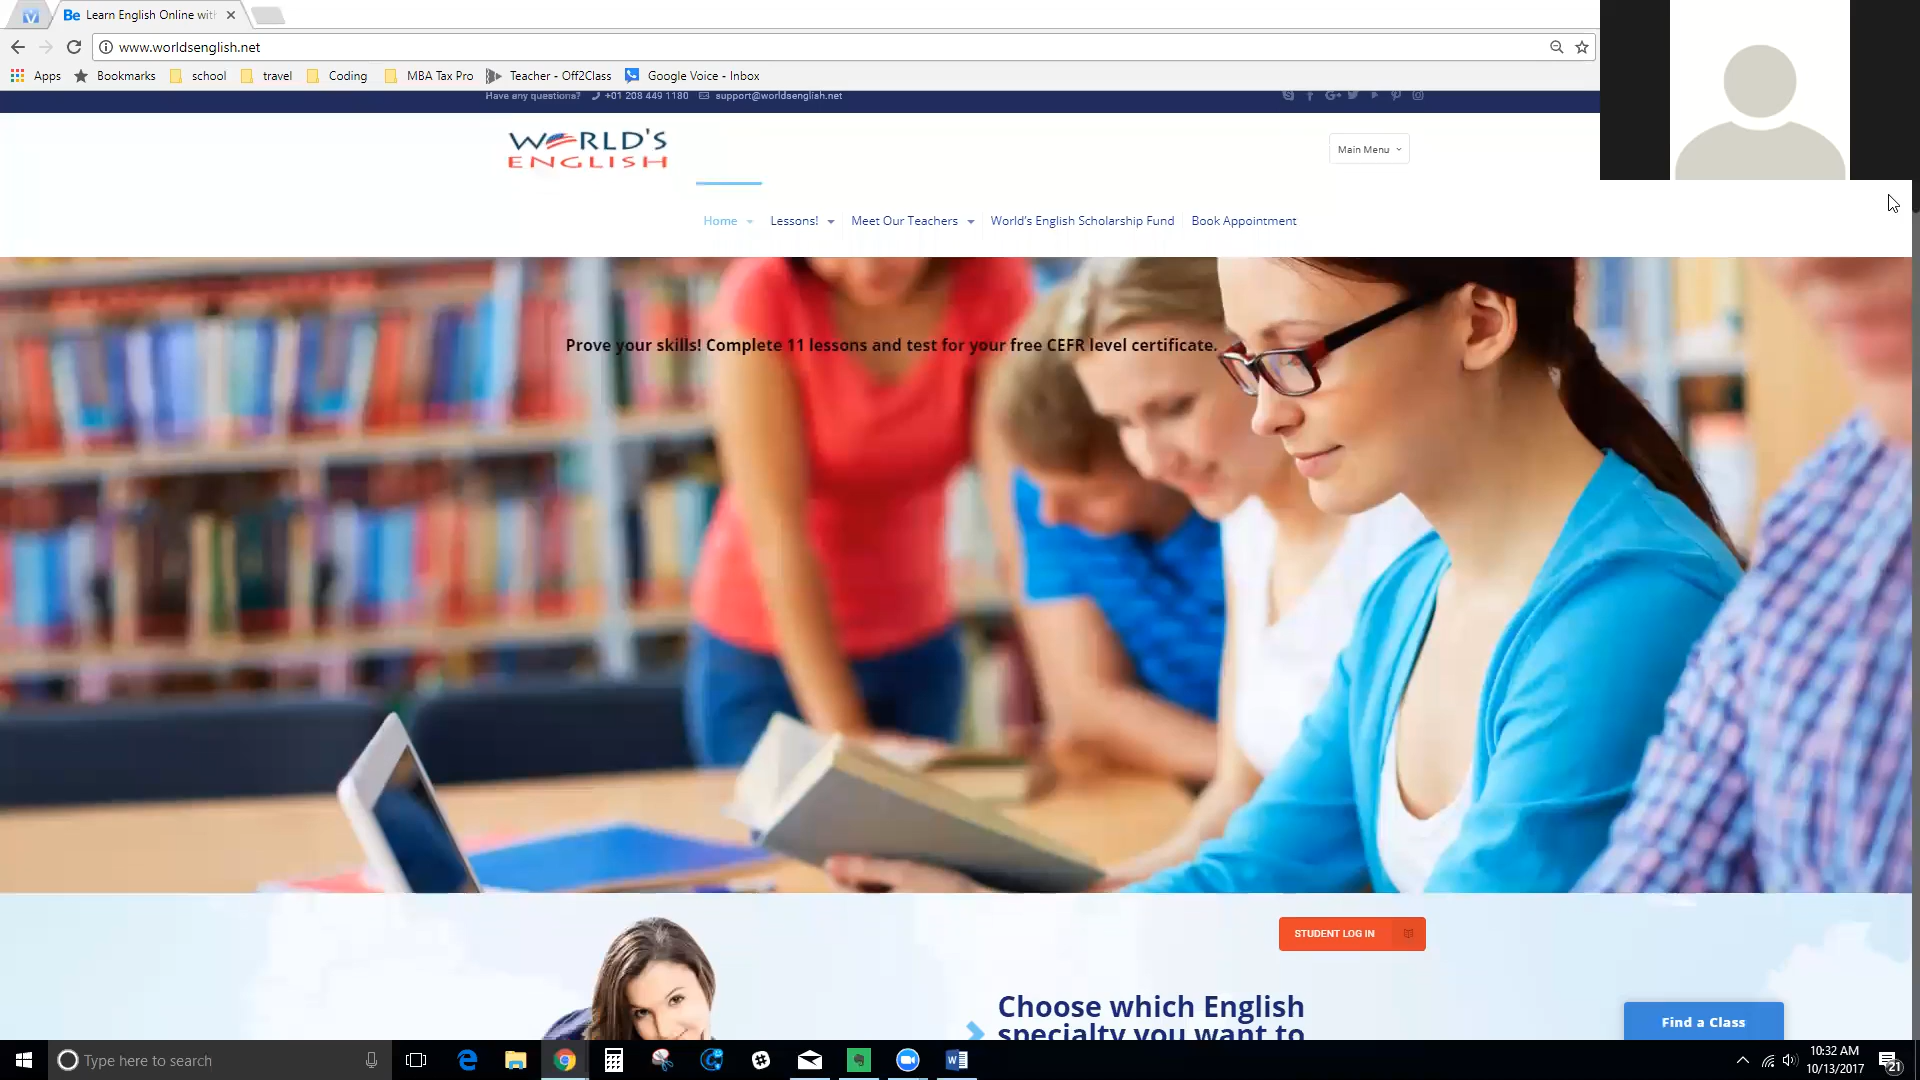 Be Learn English Online with
www.worldsenglish.net
Apps Bookmarks school travel Coding MBA Tax Pro Teacher - Off2Class Google Voice - Inbox
Have any questions? +01 208 449 1180 support@worldsenglish.net
WORLD'S
ENGLISH
Main Menu
Home Lessons! Meet Our Teachers World's English Scholarship Fund Book Appointment
Prove your skills! Complete 11 lessons and test for your free CEFR level certificate.
STUDENT LOG IN
Choose which English
specialty you want to
Find a Class
Type here to search
10:32 AM
10/13/2017
21